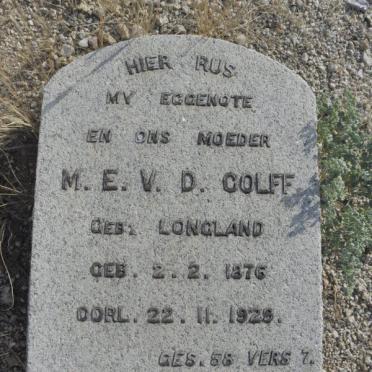 HIER RUS
MY EGGENOTE
EN ONS MOEDER
M. E. V. D. COLFF
GEB: LONGLAND
GEB. 2. 2. 1876
OORL. 22. 11. 1926.
GES. 58 VERS 7.